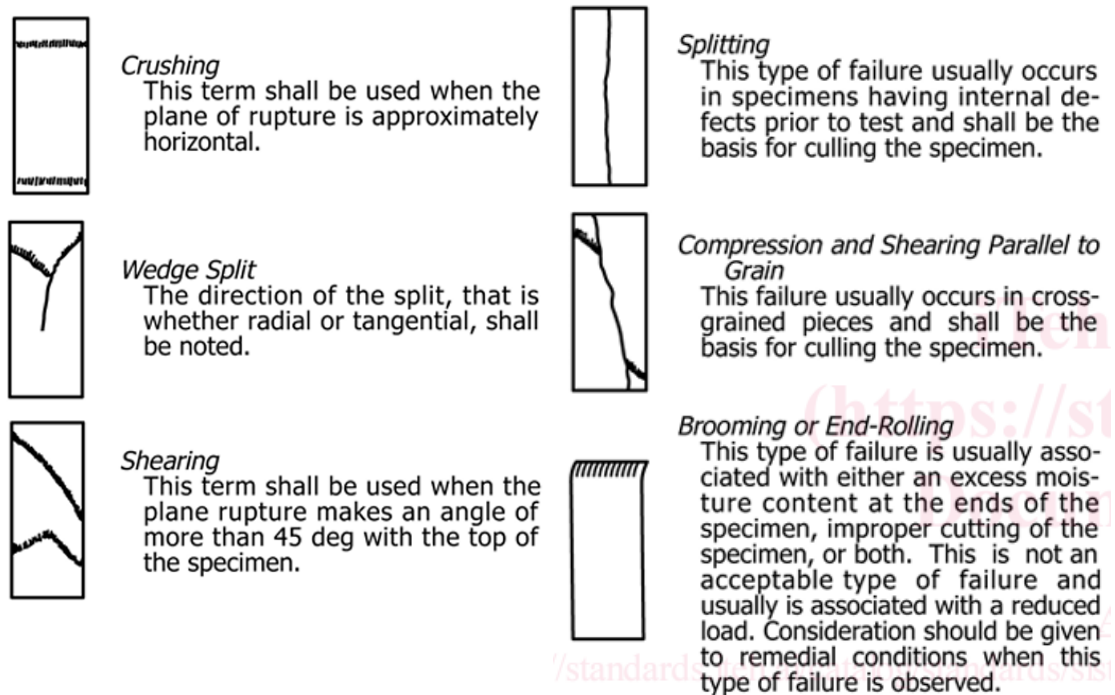 Crushing
This term shall be used when the
plane of rupture is approximately
horizontal.
Wedge Split
The direction of the split, that is
whether radial or tangential, shall
be noted.
Shearing
This term shall be used when the
plane rupture makes an angle of
more than 45 deg with the top of
the specimen.
Splitting
This type of failure usually occurs
in specimens having internal de-
fects prior to test and shall be the
basis for culling the specimen.
Compression and Shearing Parallel to
Grain
This failure usually occurs in cross-
grained pieces and shall be the
basis for culling the specimen.
Brooming or End-Rolling
This type of failure is usually asso-
ciated with either an excess mois-
ture content at the ends of the
specimen, improper cutting of the
specimen, or both. This is not an
acceptable type of failure and
usually is associated with a reduced
load. Consideration should be given
to remedial conditions when this
type of failure is observed.
(https://st